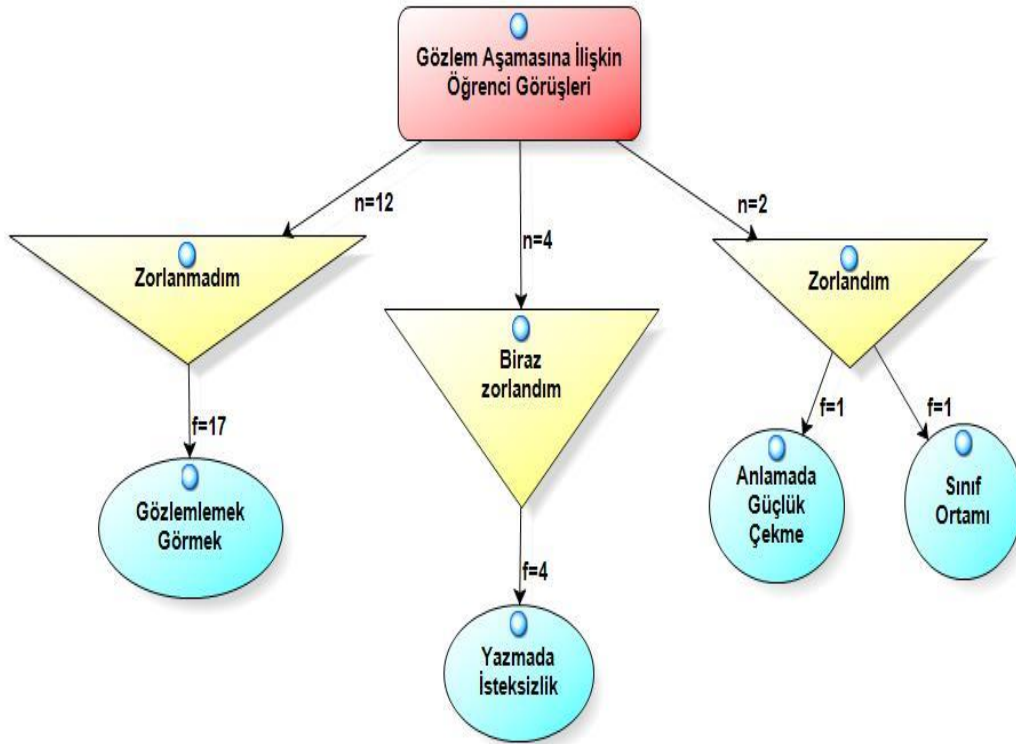 Gözlem Aşamasına İlişkin
Öğrenci Görüşleri
n=12
n=4
n=2
Zorlanmadım
Biraz
zorlandım
Zorlandım
f=17
f=4
f=1
f=1
Gözlemlemek
Görmek
Yazmada
İsteksizlik
Anlamada
Güçlük
Çekme
Sınıf
Ortamı